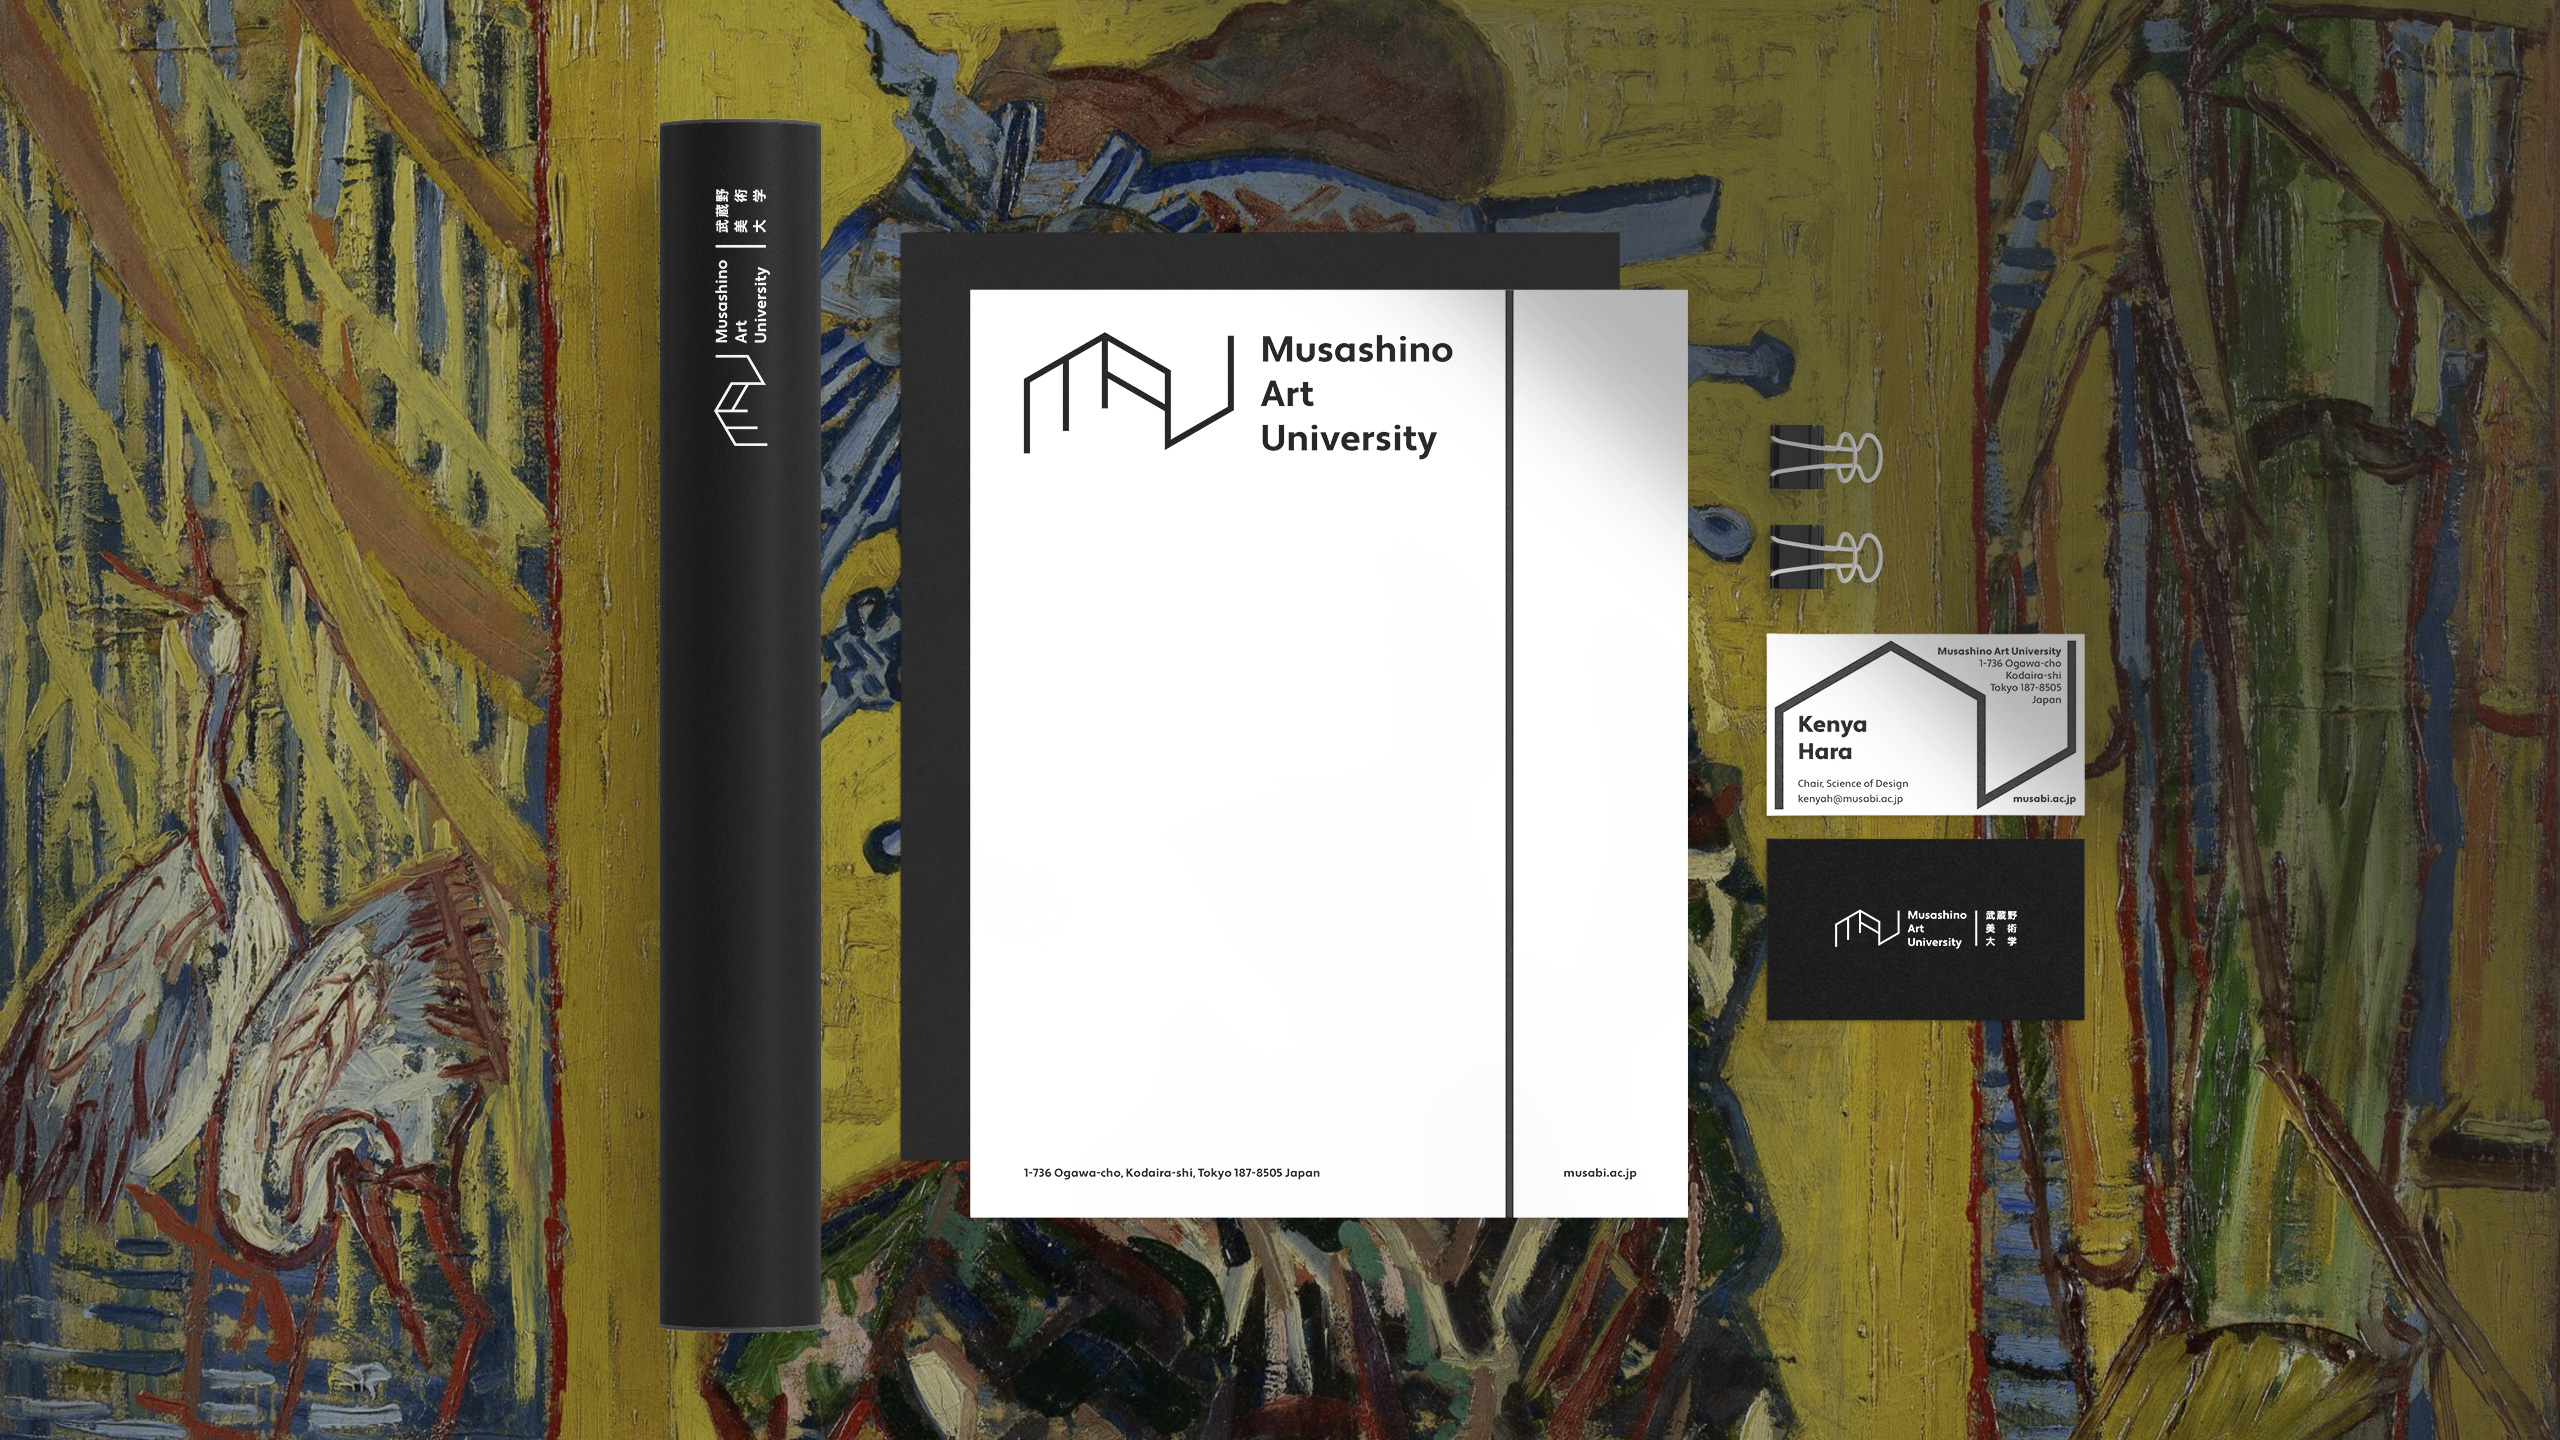 Musashino
Art
University
武蔵野
美術
大学
Musashino
Art
University
1-736 Ogawa-cho, Kodaira-shi, Tokyo 187-8505 Japan
musabi.ac.jp
Musashino Art University
1-736 Ogawa-cho
Kodaira-shi
Tokyo 187-8505
Japan
Kenya
Hara
Chair, Science of Design
kenyah@musabi.ac.jp
musabi.ac.jp
Musashino
Art
University
武蔵野
美術
大学